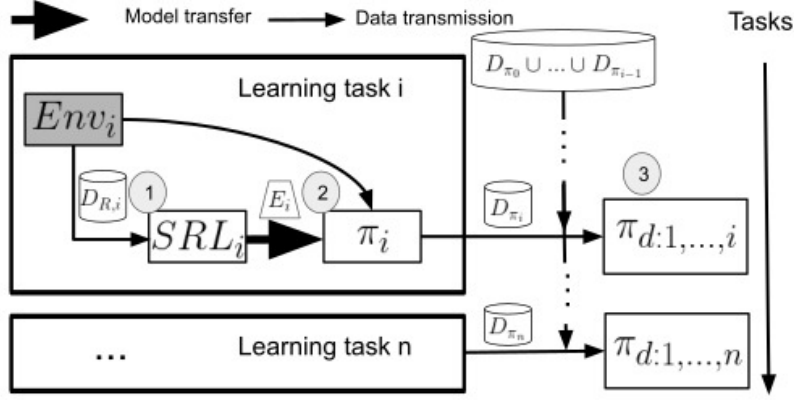 Model transfer
Data transmission
Tasks
D_{π_0} ∪ ... ∪ D_{π_{i-1}}
Learning task i
Env_i
D_{R,i}
1
E_i
2
D_{π_i}
3
SRL_i
π_i
π_{d:1,...,i}
D_{π_n}
...
Learning task n
π_{d:1,...,n}